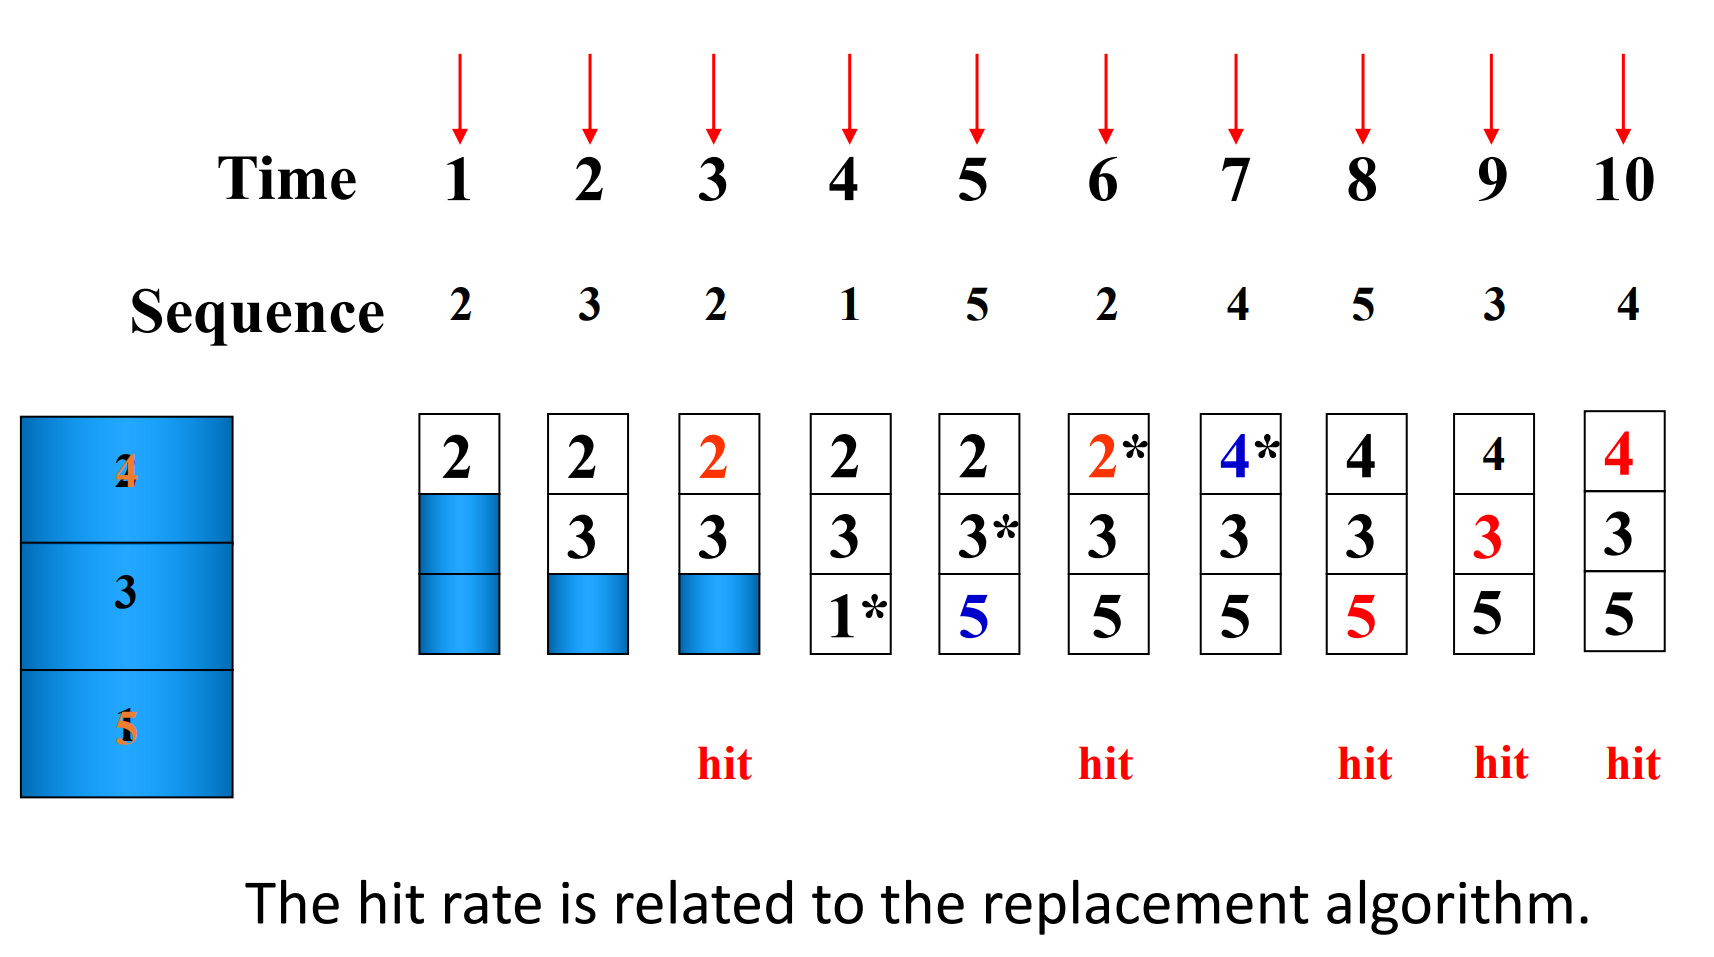 Time 1 2 3 4 5 6 7 8 9 10
Sequence 2 3 2 1 5 2 4 5 3 4
2 2 2 2 2 2* 4* 4 4 4
3 3 3 3 3* 3 3 3 3
1* 5 5 5 5 5 5
4
3
5
hit hit hit hit hit
The hit rate is related to the replacement algorithm.